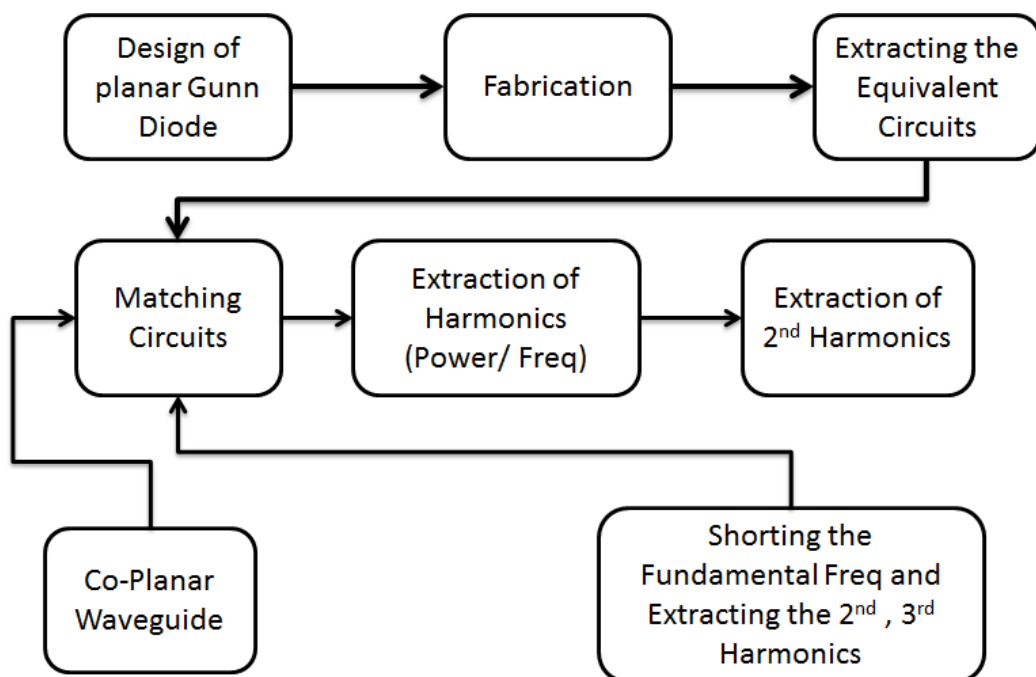 Design of
planar Gunn
Diode
Fabrication
Extracting the
Equivalent
Circuits
Matching
Circuits
Extraction of
Harmonics
(Power/ Freq)
Extraction of
2nd Harmonics
Co-Planar
Waveguide
Shorting the
Fundamental Freq and
Extracting the 2nd , 3rd
Harmonics